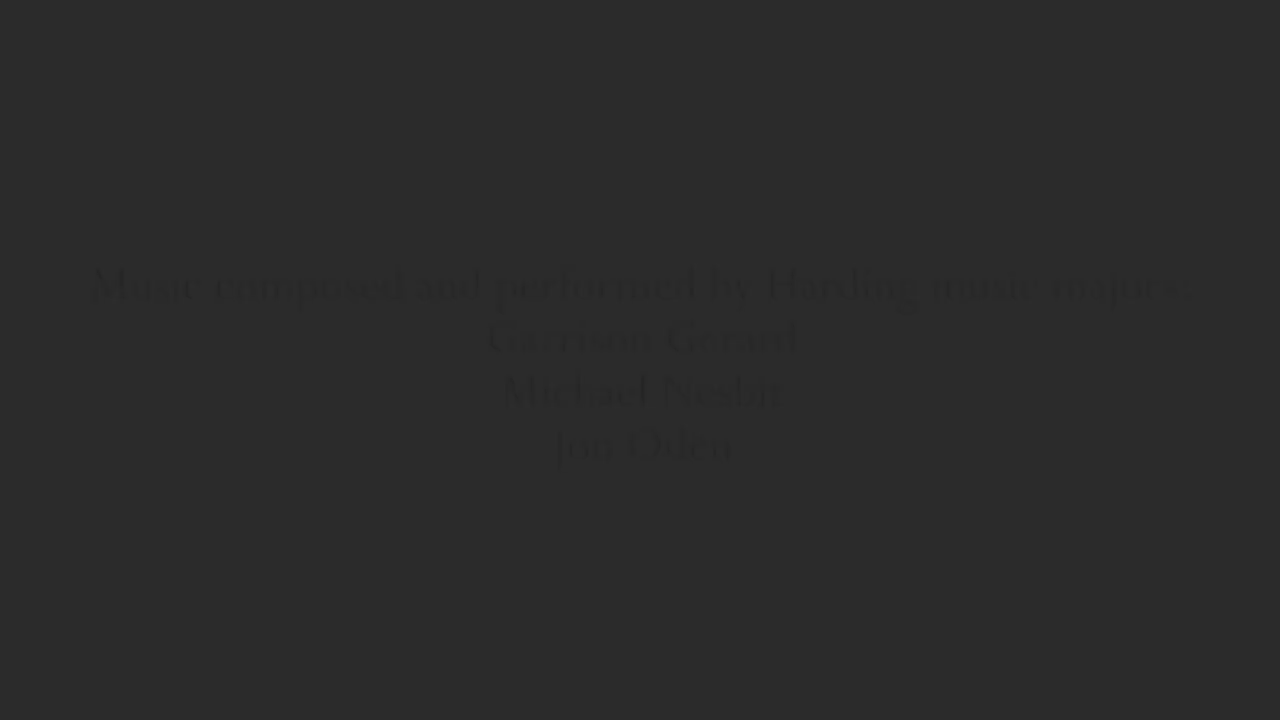 Music composed and performed by Harding music majors:
Garrison Gerard
Michael Nesbit
Jon Oden